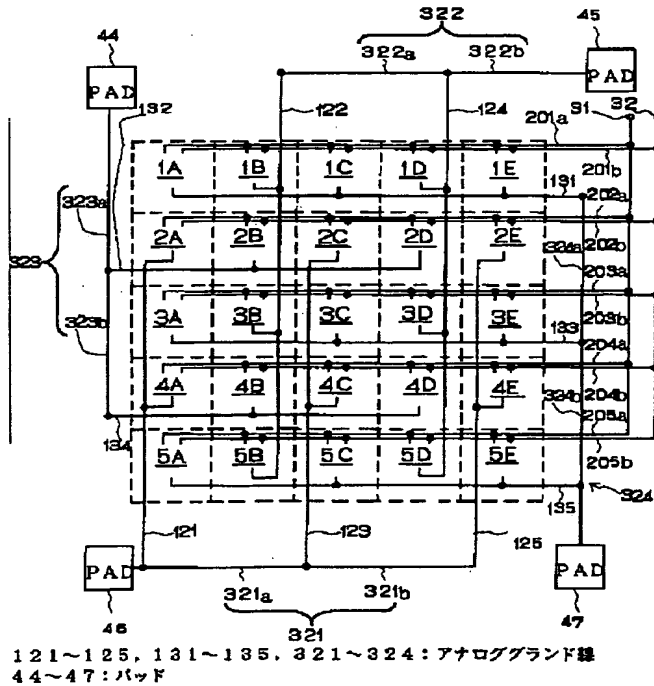 322
44
45
322a
322b
PAD
PAD
132
31
32
122
124
201a
1A
1B
1C
1D
1E
201b
131
323a
202a
2A
2B
2C
2D
2E
202b
323
324a
203a
3A
3B
3C
3D
3E
203b
323b
133
204a
4A
4B
4C
4D
4E
204b
324b
205a
134
5A
5B
5C
5D
5E
205b
135
324
121
123
125
PAD
PAD
321a
321b
46
321
47
121~125, 131~135, 321~324:アナロググランド線
44~47:パッド